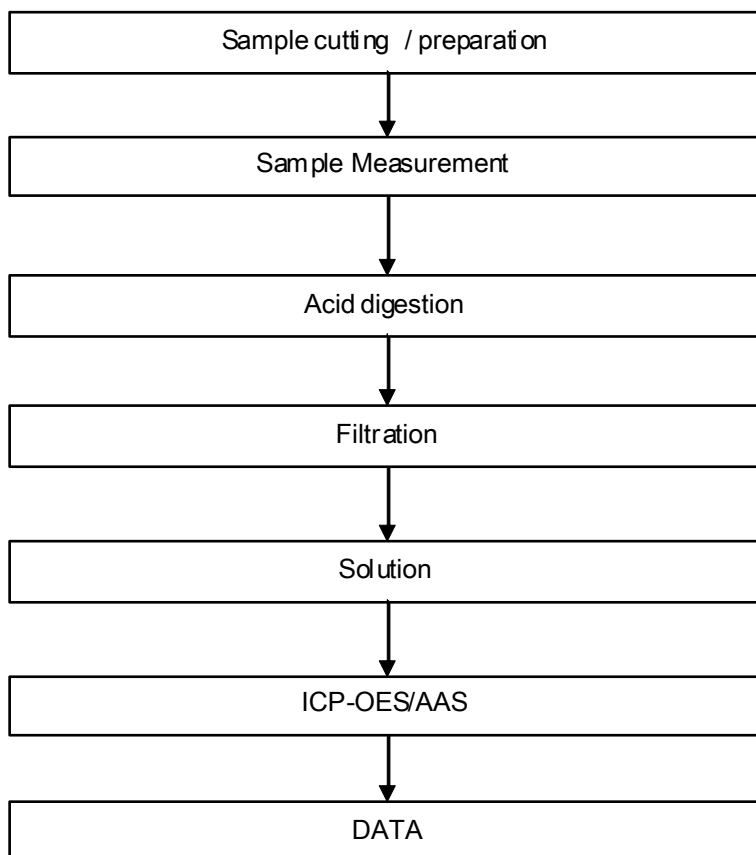 Sample cutting / preparation
Sample Measurement
Acid digestion
Filtration
Solution
ICP-OES/AAS
DATA